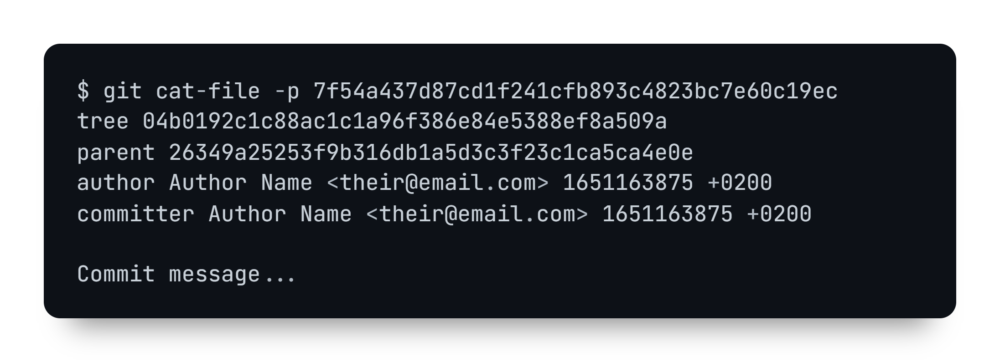 $ git cat-file -p 7f54a437d87cd1f241cfb893c4823bc7e60c19ec
tree 04b0192c1c88ac1c1a96f386e84e5388ef8a509a
parent 26349a25253f9b316db1a5d3c3f23c1ca5ca4e0e
author Author Name <their@email.com> 1651163875 +0200
committer Author Name <their@email.com> 1651163875 +0200
Commit message...